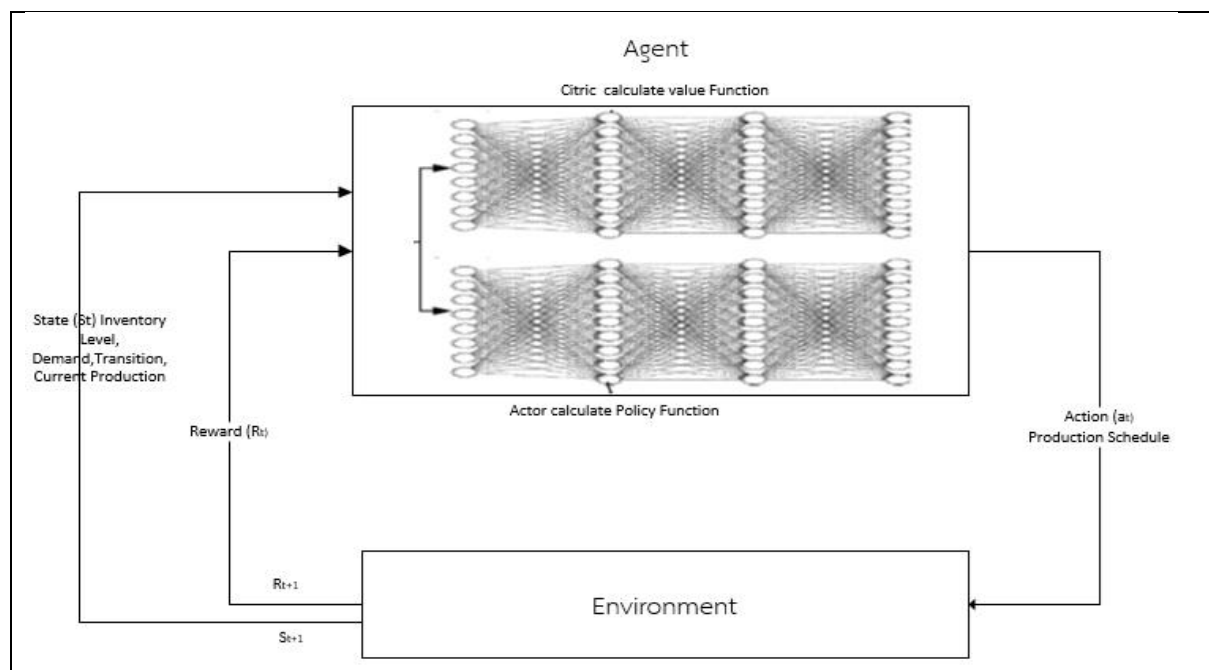 Agent
Citric calculate value Function
State (St) Inventory
Level,
Demand,Transition,
Current Production
Reward (Rt)
Actor calculate Policy Function
Action (at)
Production Schedule
Rt+1
St+1
Environment